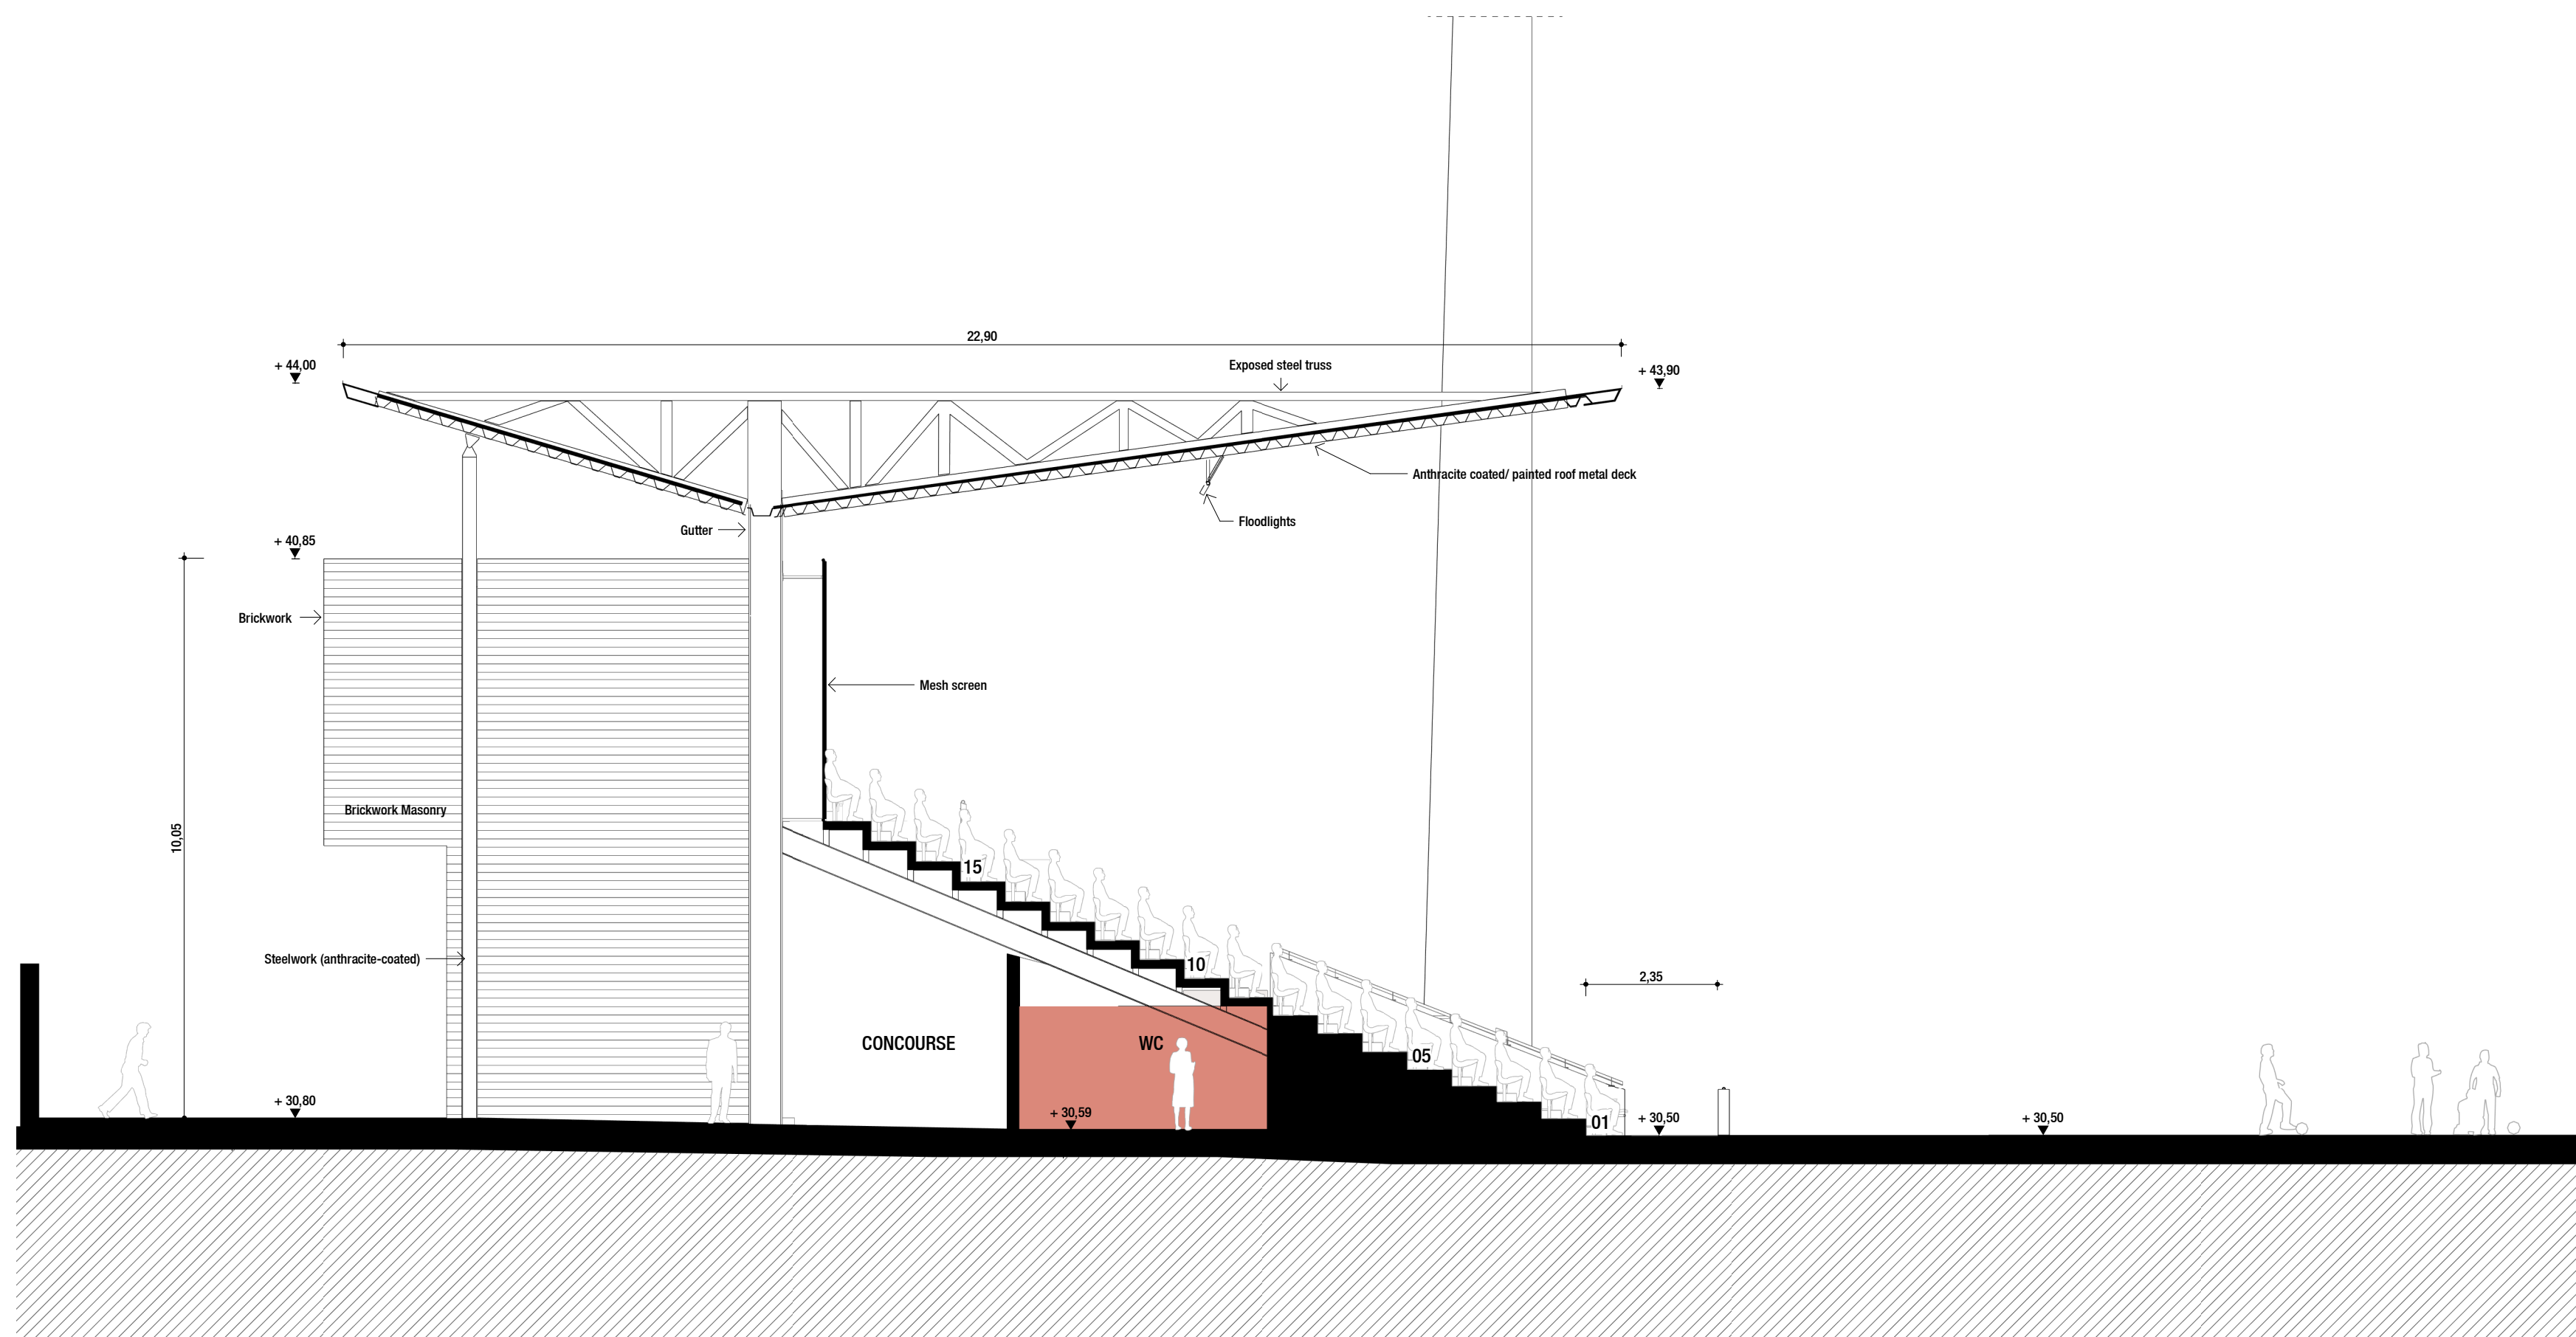 22,90
+ 44,00
Exposed steel truss
+ 43,90
Anthracite coated/ painted roof metal deck
Floodlights
Gutter
+ 40,85
Brickwork
Mesh screen
Brickwork Masonry
10,05
15
Steelwork (anthracite-coated)
10
2,35
CONCOURSE
WC
05
+ 30,80
+ 30,59
01
+ 30,50
+ 30,50